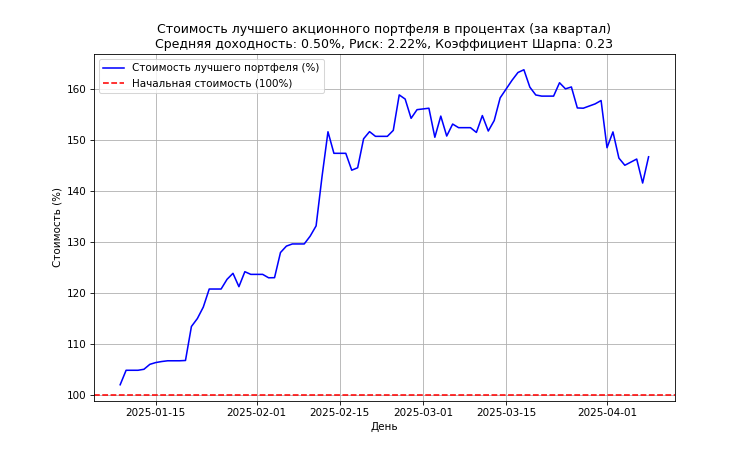 Стоимость лучшего акционного портфеля в процентах (за квартал)
Средняя доходность: 0.50%, Риск: 2.22%, Коэффициент Шарпа: 0.23
Стоимость лучшего портфеля (%)
Начальная стоимость (100%)
Стоимость (%)
160
150
140
130
120
110
100
2025-01-15
2025-02-01
2025-02-15
2025-03-01
2025-03-15
2025-04-01
День